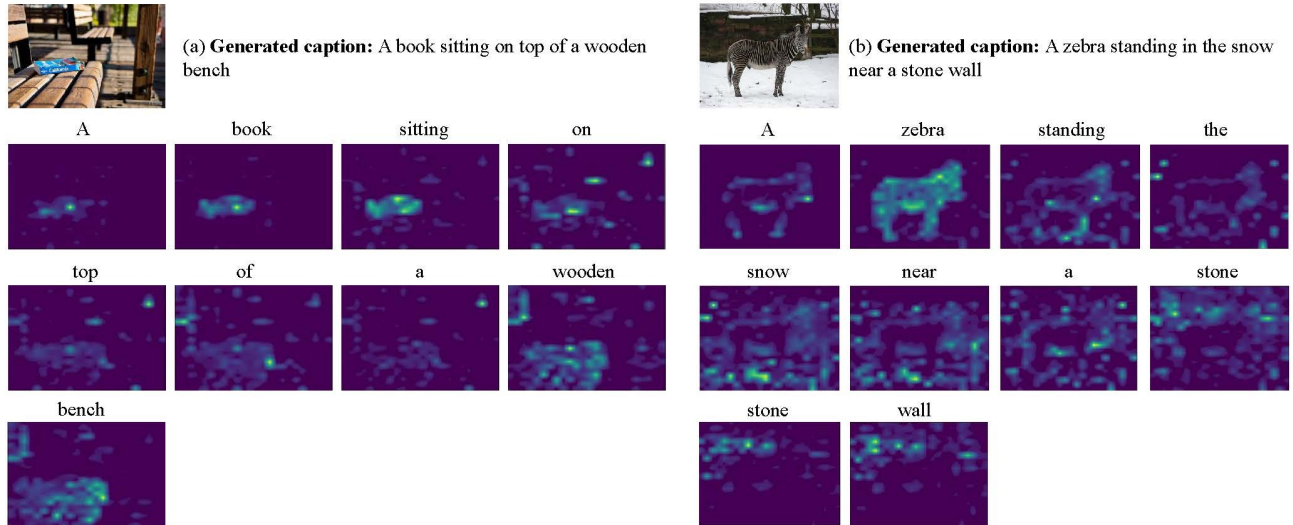 (a) Generated caption: A book sitting on top of a wooden
bench
A
book
sitting
on
top
of
a
wooden
bench
(b) Generated caption: A zebra standing in the snow
near a stone wall
A
zebra
standing
the
snow
near
a
stone
stone
wall